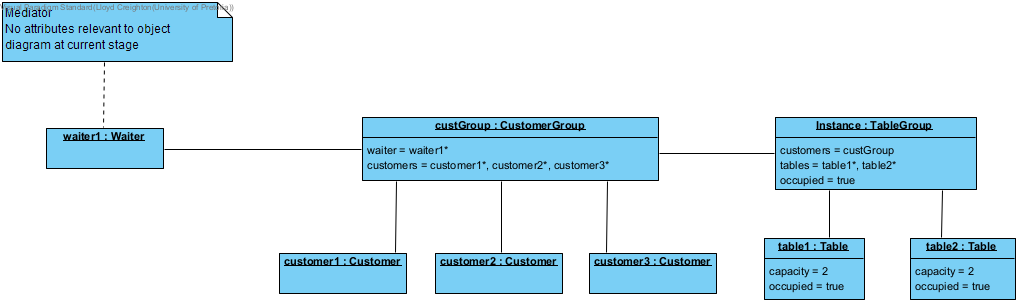 Visual Paradigm Standard(Lloyd Creighton(University of Pretoria))
Mediator
No attributes relevant to object
diagram at current stage
waiter1 : Waiter
custGroup : CustomerGroup
waiter = waiter1*
customers = customer1*, customer2*, customer3*
Instance : TableGroup
customers = custGroup
tables = table1*, table2*
occupied = true
customer1 : Customer
customer2 : Customer
customer3 : Customer
table1 : Table
capacity = 2
occupied = true
table2 : Table
capacity = 2
occupied = true